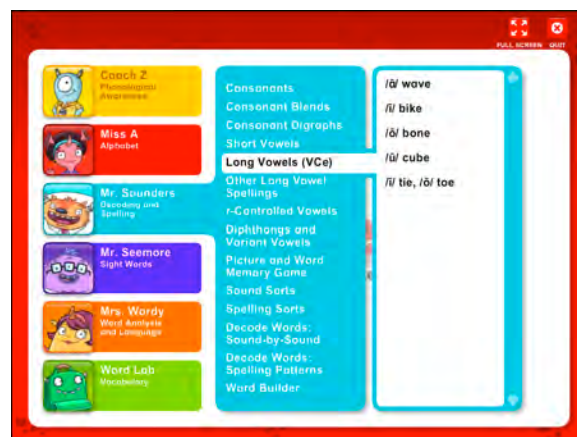 FULL SCREEN
QUIT
Coach Z
Phonological
Awareness
Miss A
Alphabet
Mr. Sounders
Decoding and
Spelling
Mr. Seemore
Sight Words
Mrs. Wordy
Word Analysis
and Language
Word Lab
Vocabulary
Consonants
Consonant Blends
Consonant Digraphs
Short Vowels
Long Vowels (VCe)
Other Long Vowel
Spellings
r-Controlled Vowels
Diphthongs and
Variant Vowels
Picture and Word
Memory Game
Sound Sorts
Spelling Sorts
Decode Words:
Sound-by-Sound
Decode Words:
Spelling Patterns
Word Builder
/ā/ wave
/ī/ bike
/ō/ bone
/ū/ cube
/ī/ tie, /ō/ toe